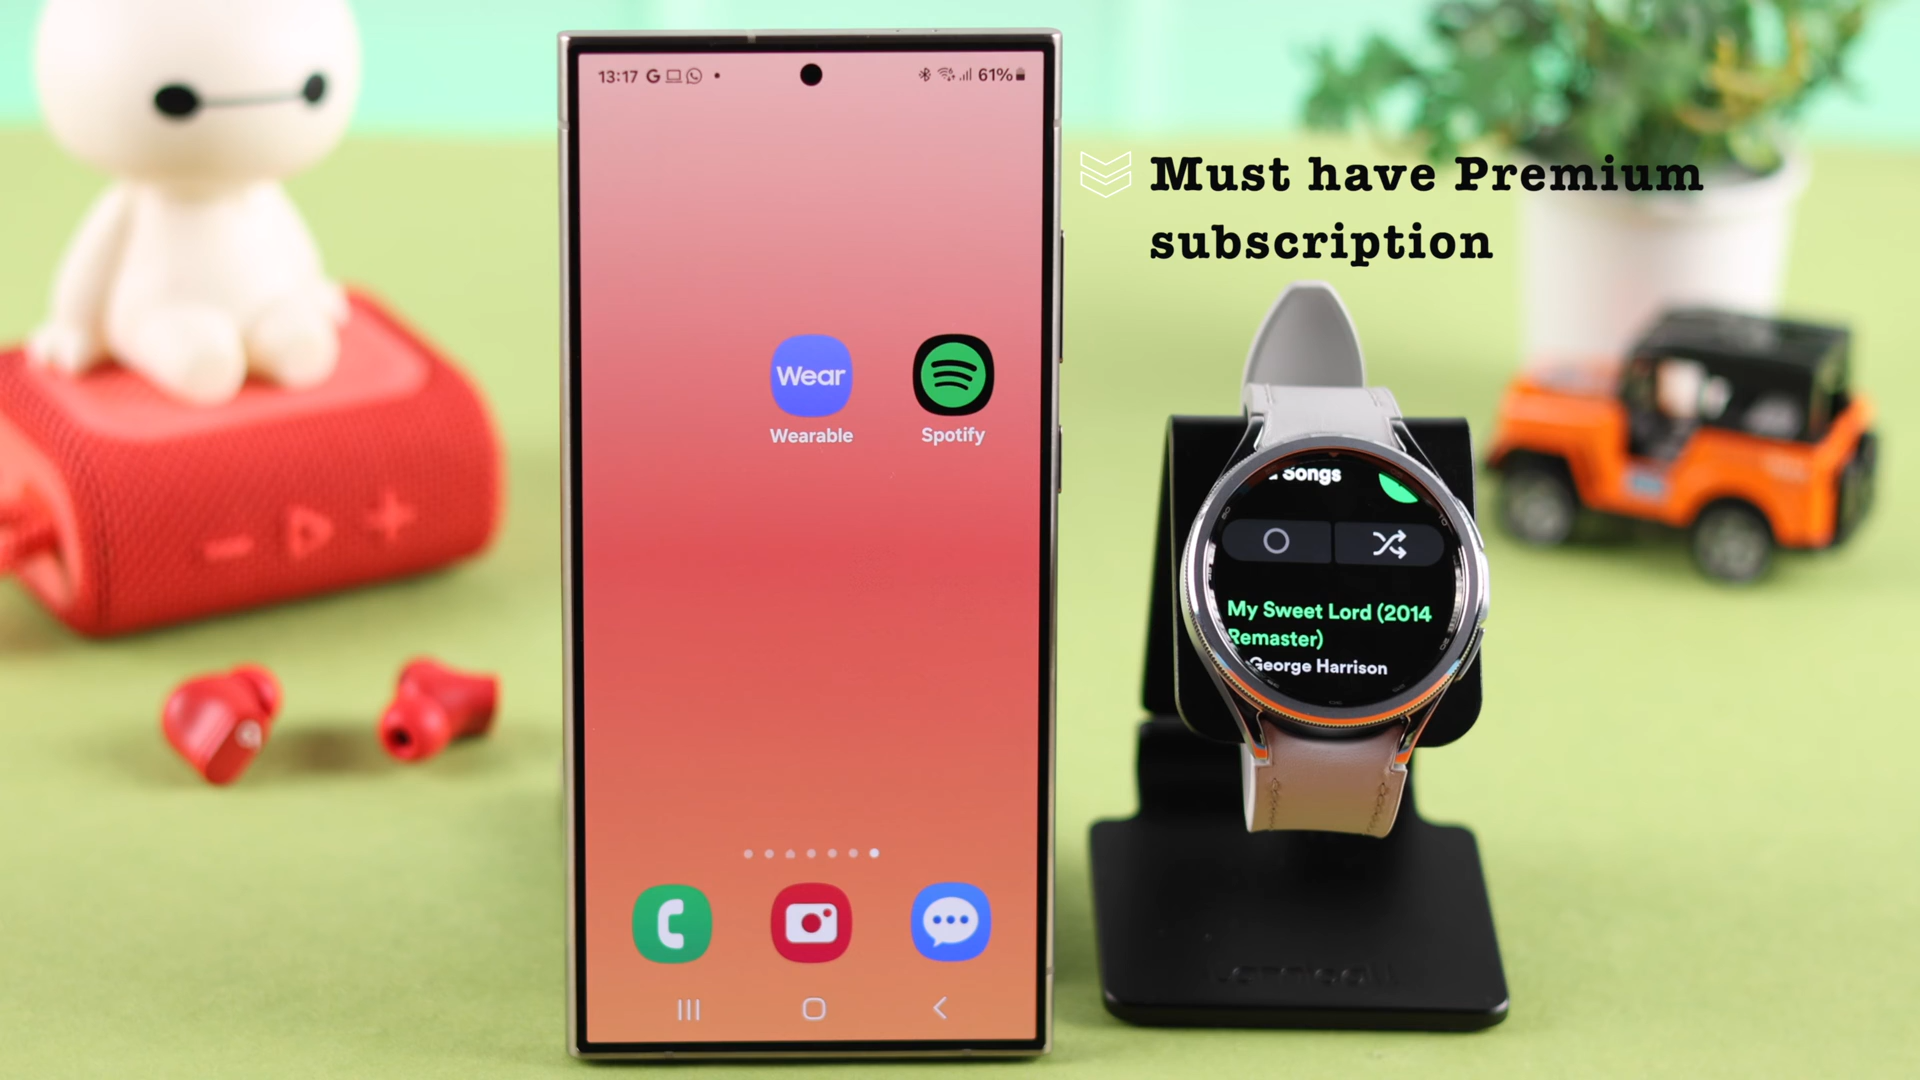 13:17
61%
Must have Premium
subscription
Wear
Wearable
Spotify
Songs
My Sweet Lord (2014
Remaster)
George Harrison